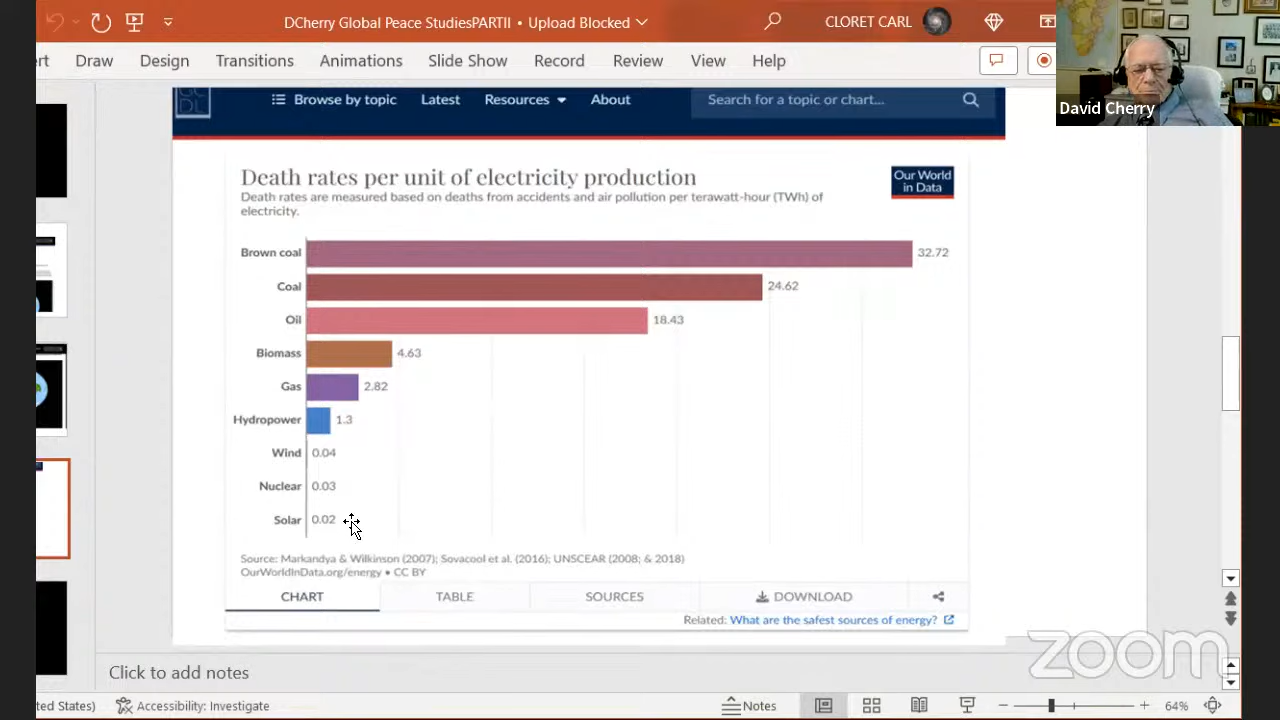 DCherry Global Peace StudiesPARTII • Upload Blocked
CLORET CARL
rt
Draw
Design
Transitions
Animations
Slide Show
Record
Review
View
Help
David Cherry
Browse by topic
Latest
Resources
About
Search for a topic or chart...
Death rates per unit of electricity production
Death rates are measured based on deaths from accidents and air pollution per terawatt-hour (TWh) of
electricity.
Our World
in Data
Brown coal 32.72
Coal 24.62
Oil 18.43
Biomass 4.63
Gas 2.82
Hydropower 1.3
Wind 0.04
Nuclear 0.03
Solar 0.02
Source: Markandya & Wilkinson (2007); Sovacool et al. (2016); UNSCEAR (2008; & 2018)
OurWorldInData.org/energy • CC BY
CHART
TABLE
SOURCES
DOWNLOAD
Related: What are the safest sources of energy?
Click to add notes
zoom
ted States)
Accessibility: Investigate
Notes
64%